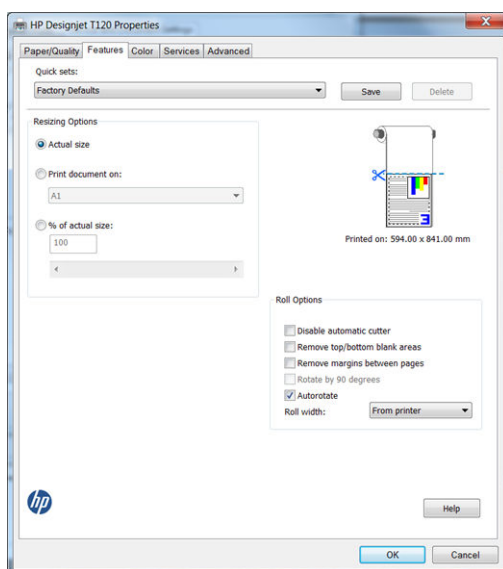 HP Designjet T120 Properties
Paper/Quality Features Color Services Advanced
Quick sets:
Factory Defaults
Save
Delete
Resizing Options
Actual size
Print document on:
A1
% of actual size:
100
Printed on: 594.00 x 841.00 mm
Roll Options
Disable automatic cutter
Remove top/bottom blank areas
Remove margins between pages
Rotate by 90 degrees
Autorotate
Roll width: From printer
hp
Help
OK
Cancel